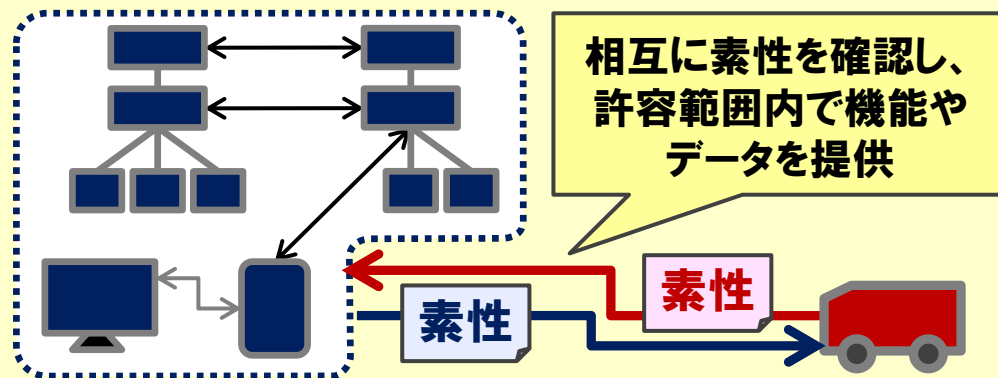 相互に素性を確認し、
許容範囲内で機能や
データを提供
素性
素性